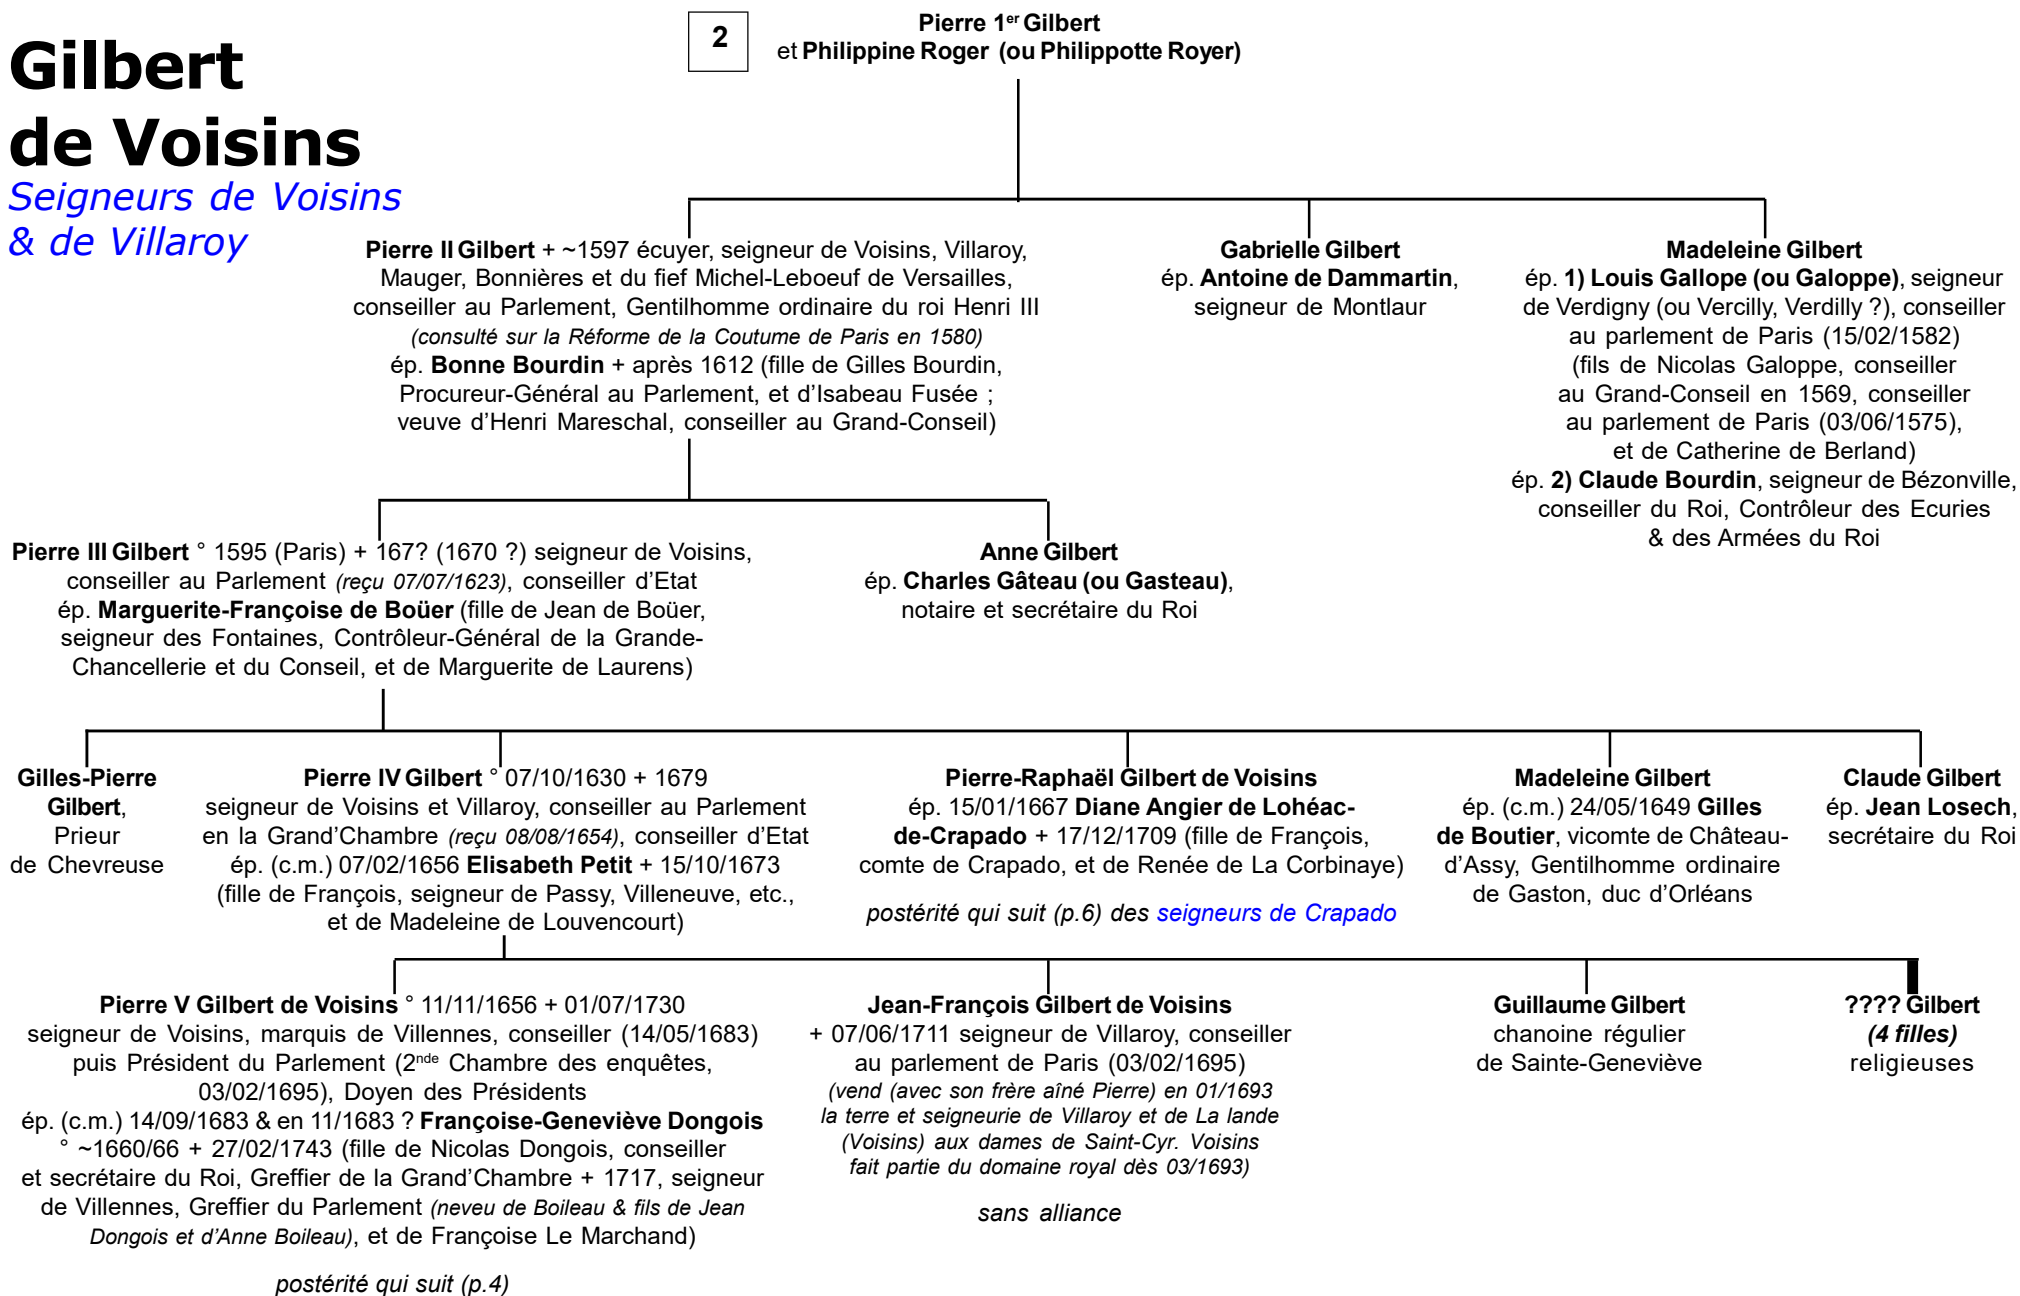 Gilbert
de Voisins
Seigneurs de Voisins
& de Villaroy
2
Pierre 1er Gilbert
et Philippine Roger (ou Philippotte Royer)
Pierre II Gilbert + ~1597 écuyer, seigneur de Voisins, Villaroy,
Mauger, Bonnières et du fief Michel-Leboeuf de Versailles,
conseiller au Parlement, Gentilhomme ordinaire du roi Henri III
(consulté sur la Réforme de la Coutume de Paris en 1580)
ép. Bonne Bourdin + après 1612 (fille de Gilles Bourdin,
Procureur-Général au Parlement, et d’Isabeau Fusée ;
veuve d’Henri Mareschal, conseiller au Grand-Conseil)
Gabrielle Gilbert
ép. Antoine de Dammartin,
seigneur de Montlaur
Madeleine Gilbert
ép. 1) Louis Gallope (ou Galoppe), seigneur
de Verdigny (ou Vercilly, Verdilly ?), conseiller
au parlement de Paris (15/02/1582)
(fils de Nicolas Galoppe, conseiller
au Grand-Conseil en 1569, conseiller
au parlement de Paris (03/06/1575),
et de Catherine de Berland)
ép. 2) Claude Bourdin, seigneur de Bézonville,
conseiller du Roi, Contrôleur des Ecuries
& des Armées du Roi
Pierre III Gilbert ° 1595 (Paris) + 167? (1670 ?) seigneur de Voisins,
conseiller au Parlement (reçu 07/07/1623), conseiller d’Etat
ép. Marguerite-Françoise de Boüer (fille de Jean de Boüer,
seigneur des Fontaines, Contrôleur-Général de la Grande-
Chancellerie et du Conseil, et de Marguerite de Laurens)
Anne Gilbert
ép. Charles Gâteau (ou Gasteau),
notaire et secrétaire du Roi
Gilles-Pierre
Gilbert,
Prieur
de Chevreuse
Pierre IV Gilbert ° 07/10/1630 + 1679
seigneur de Voisins et Villaroy, conseiller au Parlement
en la Grand’Chambre (reçu 08/08/1654), conseiller d’Etat
ép. (c.m.) 07/02/1656 Elisabeth Petit + 15/10/1673
(fille de François, seigneur de Passy, Villeneuve, etc.,
et de Madeleine de Louvencourt)
Pierre-Raphaël Gilbert de Voisins
ép. 15/01/1667 Diane Angier de Lohéac-
de-Crapado + 17/12/1709 (fille de François,
comte de Crapado, et de Renée de La Corbinaye)
postérité qui suit (p.6) des seigneurs de Crapado
Madeleine Gilbert
ép. (c.m.) 24/05/1649 Gilles
de Boutier, vicomte de Château-
d’Assy, Gentilhomme ordinaire
de Gaston, duc d’Orléans
Claude Gilbert
ép. Jean Losech,
secrétaire du Roi
Pierre V Gilbert de Voisins ° 11/11/1656 + 01/07/1730
seigneur de Voisins, marquis de Villennes, conseiller (14/05/1683)
puis Président du Parlement (2nde Chambre des enquêtes,
03/02/1695), Doyen des Présidents
ép. (c.m.) 14/09/1683 & en 11/1683 ? Françoise-Geneviève Dongois
° ~1660/66 + 27/02/1743 (fille de Nicolas Dongois, conseiller
et secrétaire du Roi, Greffier de la Grand’Chambre + 1717, seigneur
de Villennes, Greffier du Parlement (neveu de Boileau & fils de Jean
Dongois et d’Anne Boileau), et de Françoise Le Marchand)
postérité qui suit (p.4)
Jean-François Gilbert de Voisins
+ 07/06/1711 seigneur de Villaroy, conseiller
au parlement de Paris (03/02/1695)
(vend (avec son frère aîné Pierre) en 01/1693
la terre et seigneurie de Villaroy et de La lande
(Voisins) aux dames de Saint-Cyr. Voisins
fait partie du domaine royal dès 03/1693)
sans alliance
Guillaume Gilbert
chanoine régulier
de Sainte-Geneviève
???? Gilbert
(4 filles)
religieuses